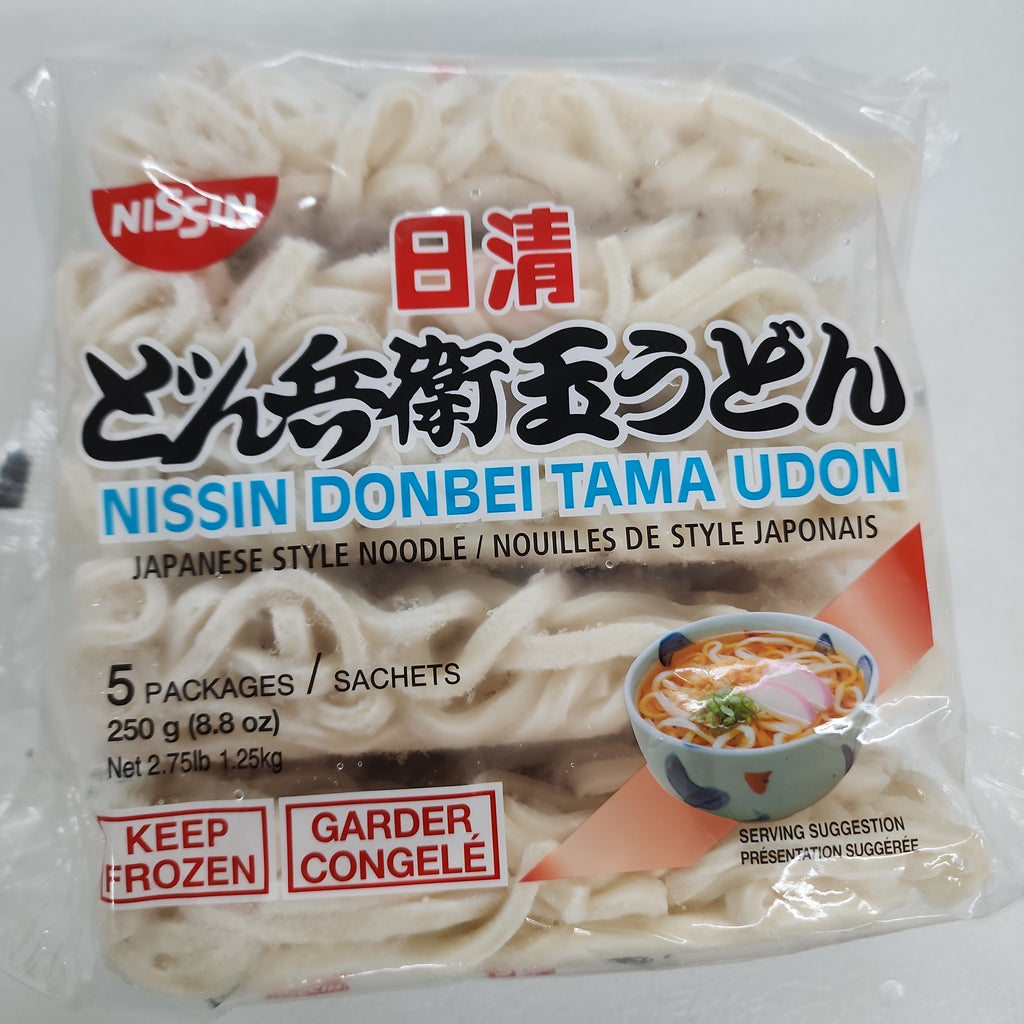 NISSIN
日清
どん兵衛玉うどん
NISSIN DONBEI TAMA UDON
JAPANESE STYLE NOODLE / NOUILLES DE STYLE JAPONAIS
5 PACKAGES / SACHETS
250 g (8.8 oz)
Net 2.75lb 1.25kg
KEEP
FROZEN
GARDER
CONGELÉ
SERVING SUGGESTION
PRÉSENTATION SUGGÉRÉE